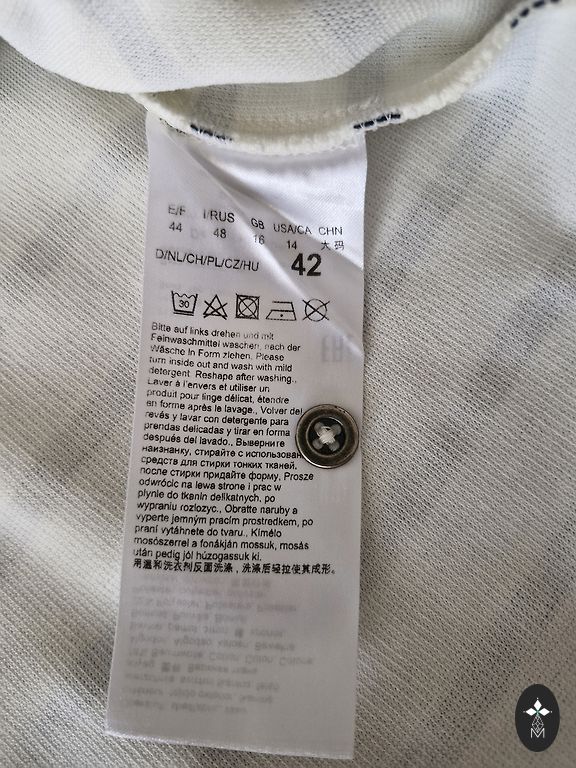 E/F I/RUS GB USA/CA CHN
44 48 16 14 大码
D/NL/CH/PL/CZ/HU 42
30
Bitte auf links drehen und mit
Feinwaschmittel waschen, nach der
Wäsche in Form ziehen. Please
turn inside out and wash with mild
detergent. Reshape after washing.,
Laver à l'envers et utiliser un
produit pour linge délicat, étendre
en forme après le lavage., Volver del
revés y lavar con detergente para
prendas delicadas y tirar en forma
después del lavado., Выверните
наизнанку, стирайте с использован
средств для стирки тонких тканей.
после стирки придайте форму, Prosze
odwrócic na lewa strone i prac w
plynie do tkanin delikatnych, po
wypraniu rozlozyc., Obratte naruby a
vyperte jemným pracím prostredkem, po
praní vytáhnete do tvaru., Kímélo
mosószerrel a fonákján mossuk, mosás
után pedig jól húzogassuk ki.
用温和洗衣剂反面洗涤，洗涤后轻拉使其成形。
M